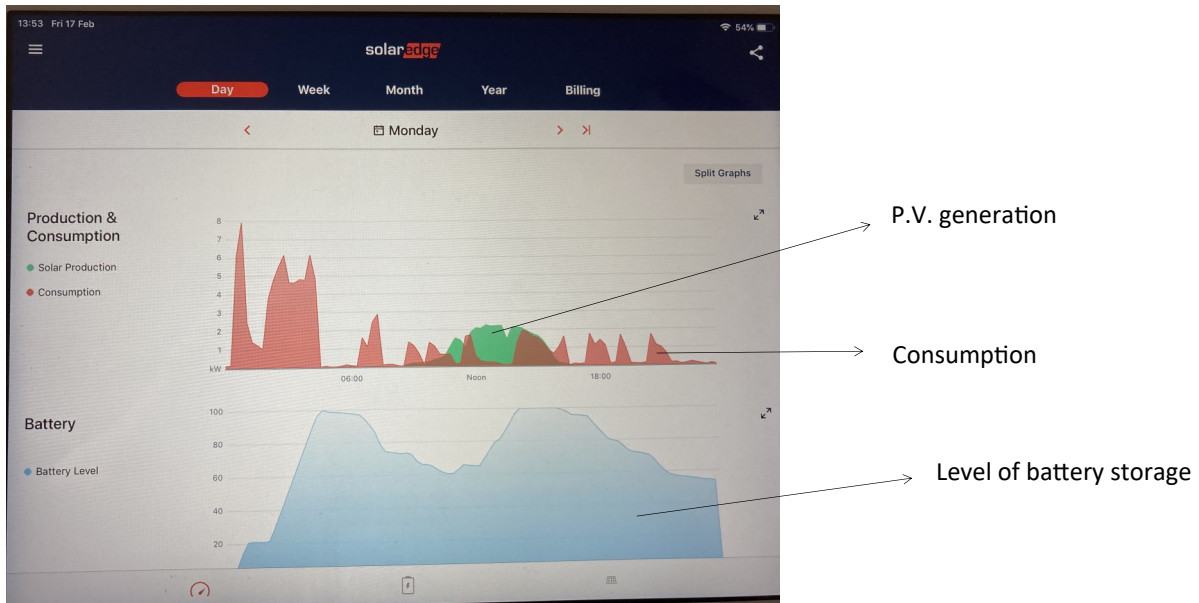 13:53 Fri 17 Feb
54%
solaredge
Day Week Month Year Billing
Monday
Split Graphs
Production &
Consumption
Solar Production
Consumption
8
7
6
5
4
3
2
1
kW
06:00 Noon 18:00
P.V. generation
Consumption
Battery
Battery Level
100
80
60
40
20
Level of battery storage